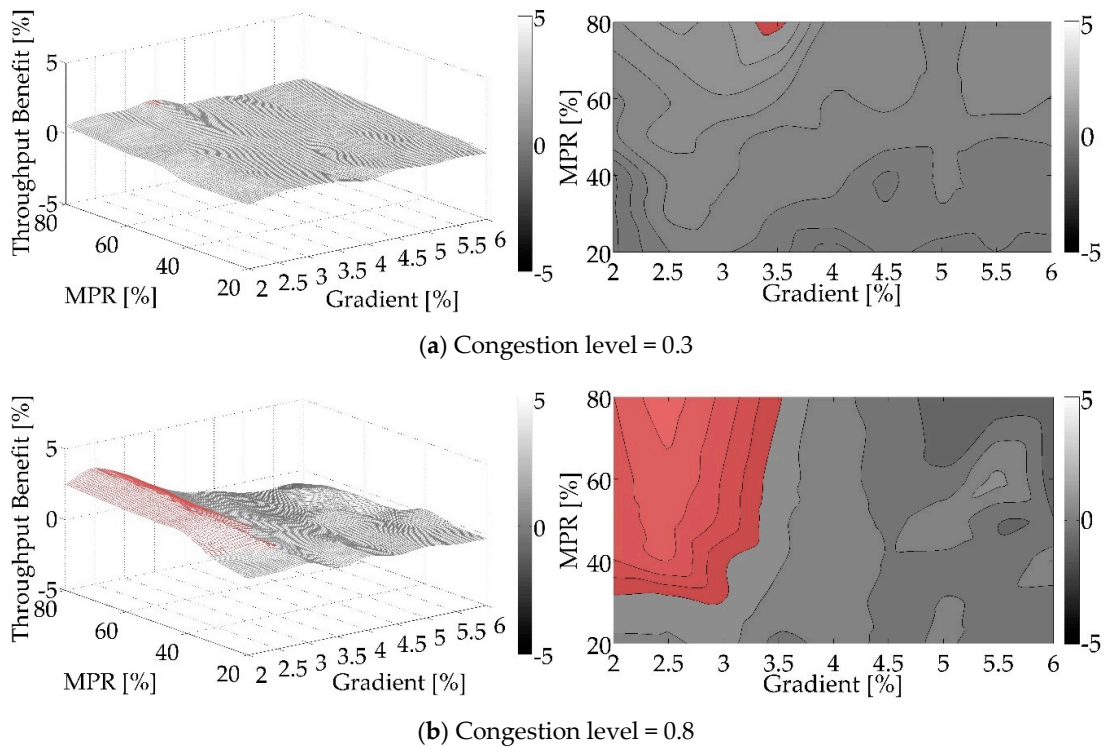 Throughput Benefit [%]
5
0
-5
80
60
40
20
MPR [%]
2 2.5 3 3.5 4 4.5 5 5.5 6
Gradient [%]
5
0
-5
MPR [%]
80
60
40
20
2 2.5 3 3.5 4 4.5 5 5.5 6
Gradient [%]
5
0
-5
(a) Congestion level = 0.3
Throughput Benefit [%]
5
0
-5
80
60
40
20
MPR [%]
2 2.5 3 3.5 4 4.5 5 5.5 6
Gradient [%]
5
0
-5
MPR [%]
80
60
40
20
2 2.5 3 3.5 4 4.5 5 5.5 6
Gradient [%]
5
0
-5
(b) Congestion level = 0.8